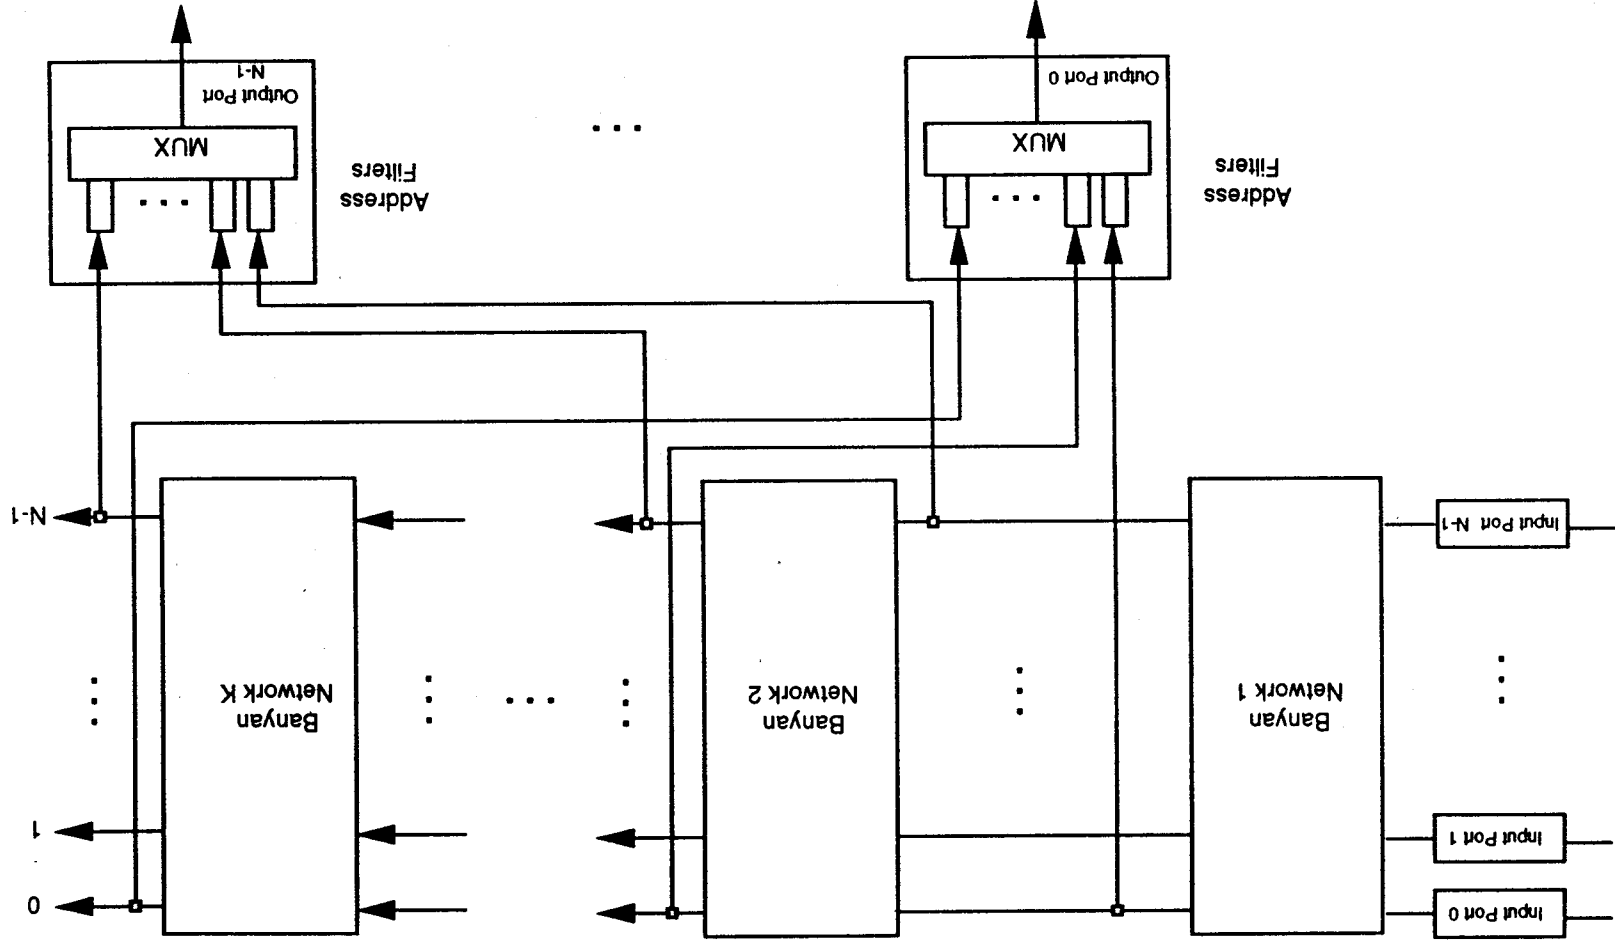 Input Port 0
Input Port 1
Input Port N-1
Banyan
Network 1
Banyan
Network 2
Banyan
Network K
0
1
N-1
Address
Filters
MUX
Output Port 0
Address
Filters
MUX
Output Port
N-1